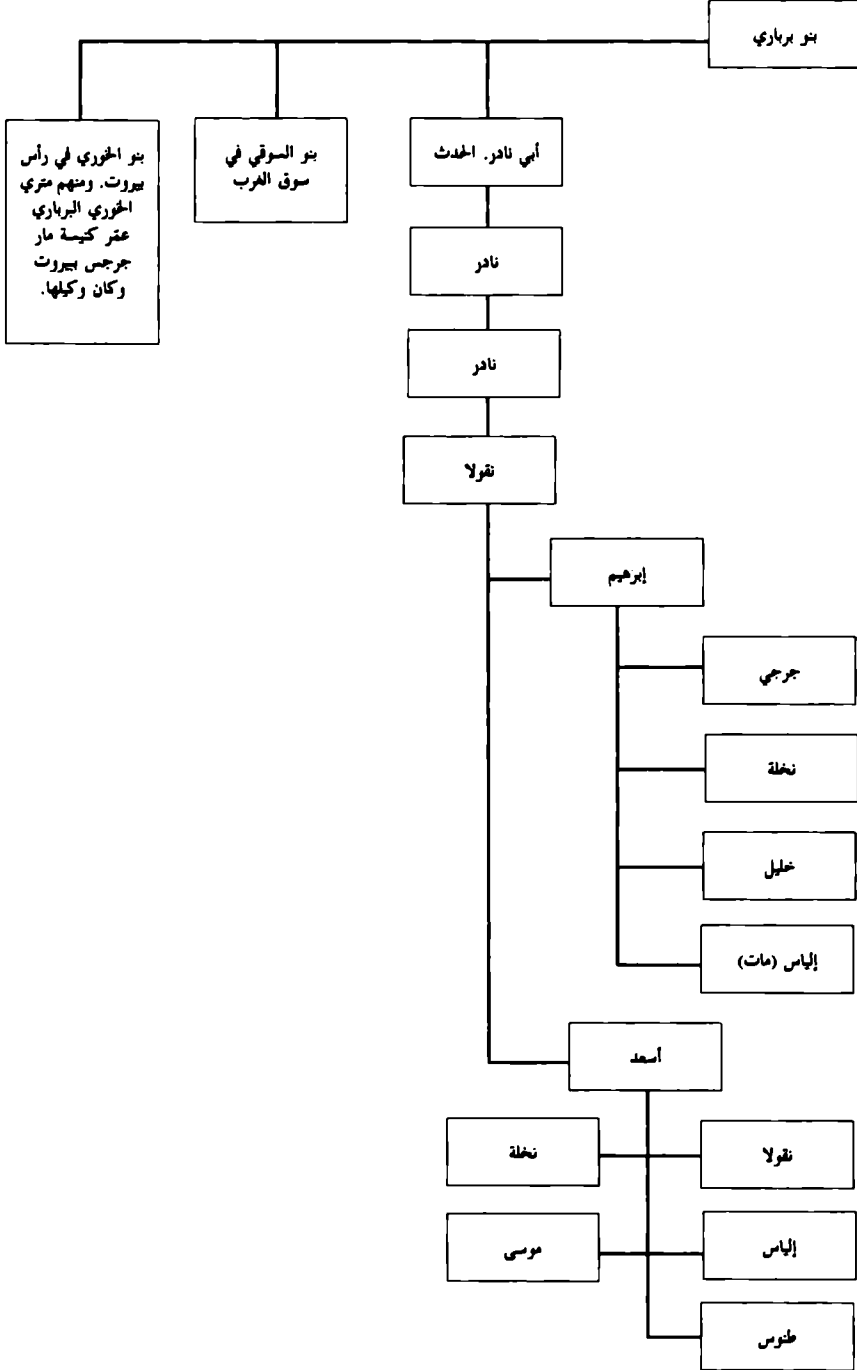 بنو برباري
أبي نادر. الحدث
بنو السوقي في
سوق الغرب
بنو الخوري في رأس
بيروت. ومنهم متري
الخوري البرباري
عمّر كنيسة مار
جرجس ببيروت
وكان وكيلها.
نادر
نادر
نقولا
إبرهيم
جرجي
نخلة
خليل
إلياس (مات)
أسعد
نقولا
نخلة
إلياس
موسى
طنوس